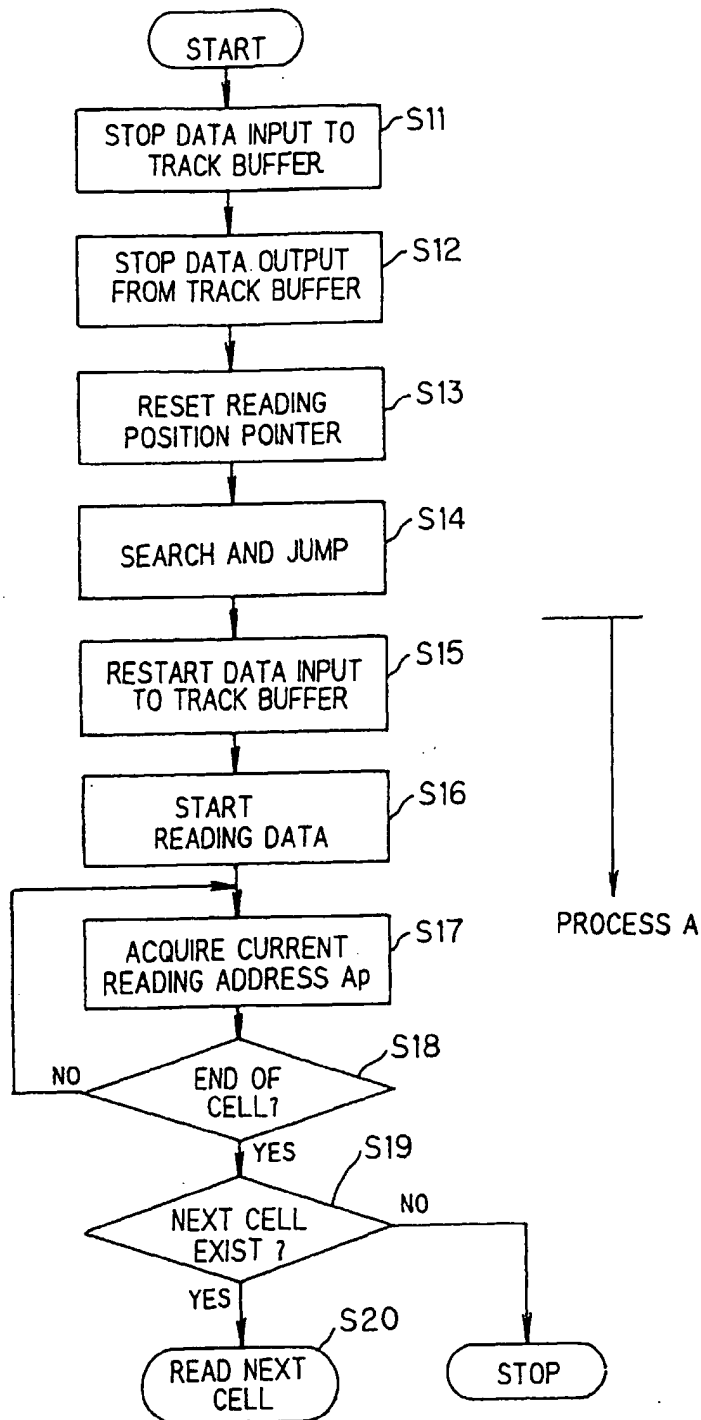 START
S11
STOP DATA INPUT TO
TRACK BUFFER
S12
STOP DATA OUTPUT
FROM TRACK BUFFER
S13
RESET READING
POSITION POINTER
S14
SEARCH AND JUMP
S15
RESTART DATA INPUT
TO TRACK BUFFER
S16
START
READING DATA
S17
ACQUIRE CURRENT
READING ADDRESS Ap
PROCESS A
S18
NO
END OF
CELL?
YES
S19
NO
NEXT CELL
EXIST ?
YES
S20
READ NEXT
CELL
STOP